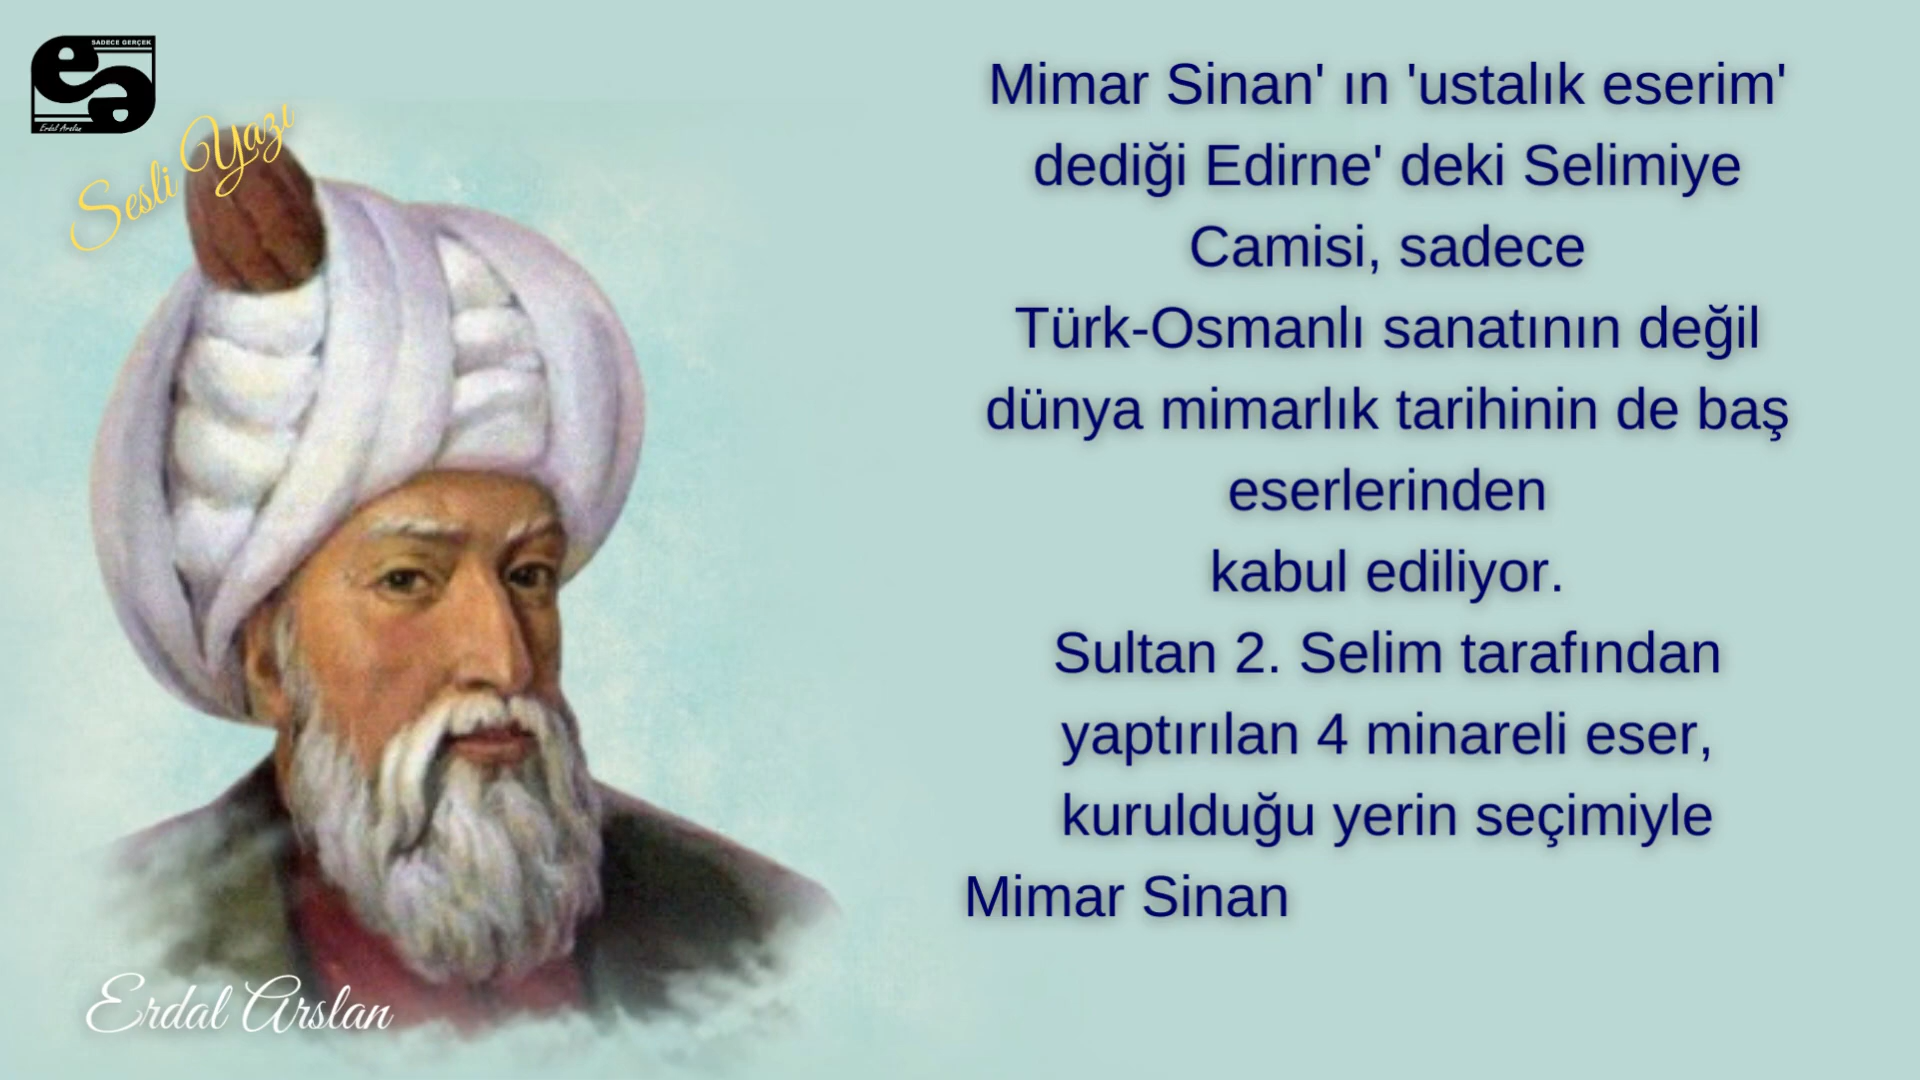 SADECE GERÇEK
ea
Erdal Arslan
Sesli Yazı
Mimar Sinan' ın 'ustalık eserim'
dediği Edirne' deki Selimiye
Camisi, sadece
Türk-Osmanlı sanatının değil
dünya mimarlık tarihinin de baş
eserlerinden
kabul ediliyor.
Sultan 2. Selim tarafından
yaptırılan 4 minareli eser,
kurulduğu yerin seçimiyle
Mimar Sinan
Erdal Arslan